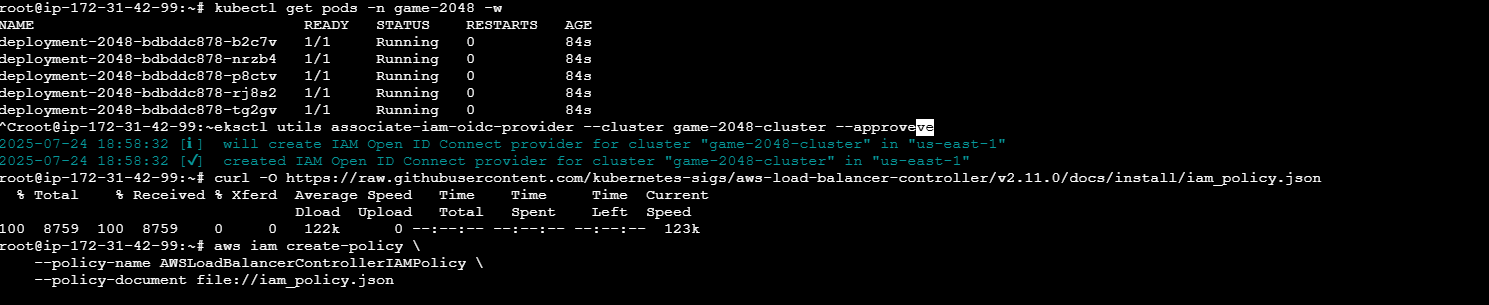 root@ip-172-31-42-99:~# kubectl get pods -n game-2048 -w
NAME                               READY   STATUS    RESTARTS   AGE
deployment-2048-bdbddc878-b2c7v   1/1     Running   0          84s
deployment-2048-bdbddc878-nrzb4   1/1     Running   0          84s
deployment-2048-bdbddc878-p8ctv   1/1     Running   0          84s
deployment-2048-bdbddc878-rj8s2   1/1     Running   0          84s
deployment-2048-bdbddc878-tg2gv   1/1     Running   0          84s
^Croot@ip-172-31-42-99:~eksctl utils associate-iam-oidc-provider --cluster game-2048-cluster --approveve
2025-07-24 18:58:32 [ℹ]  will create IAM Open ID Connect provider for cluster "game-2048-cluster" in "us-east-1"
2025-07-24 18:58:32 [✔]  created IAM Open ID Connect provider for cluster "game-2048-cluster" in "us-east-1"
root@ip-172-31-42-99:~# curl -O https://raw.githubusercontent.com/kubernetes-sigs/aws-load-balancer-controller/v2.11.0/docs/install/iam_policy.json
  % Total    % Received % Xferd  Average Speed   Time    Time     Time  Current
                                 Dload  Upload   Total   Spent    Left  Speed
100  8759  100  8759    0     0   122k      0 --:--:-- --:--:-- --:--:--  123k
root@ip-172-31-42-99:~# aws iam create-policy \
    --policy-name AWSLoadBalancerControllerIAMPolicy \
    --policy-document file://iam_policy.json